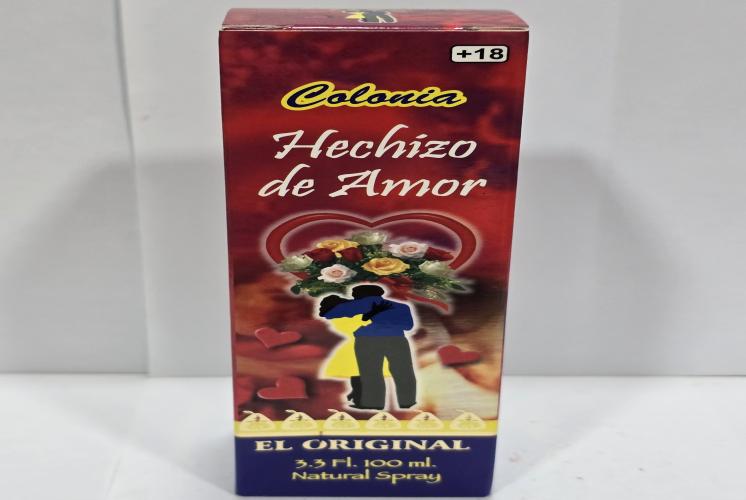 +18
Colonia
Hechizo
de Amor
EL ORIGINAL
3.3 Fl. 100 ml.
Natural Spray